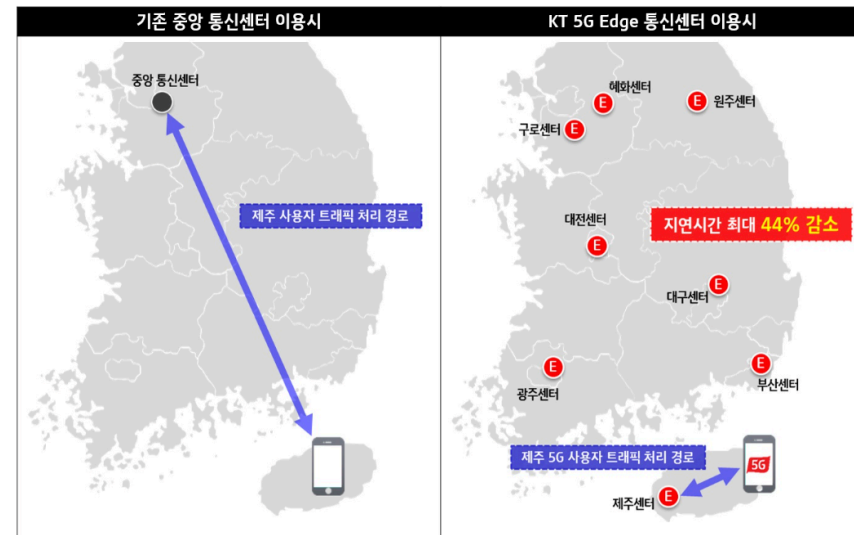 기존 중앙 통신센터 이용시
중앙 통신센터
제주 사용자 트래픽 처리 경로
KT 5G Edge 통신센터 이용시
혜화센터
E
원주센터
E
구로센터
E
지연시간 최대 44% 감소
대전센터
E
대구센터
E
광주센터
E
부산센터
E
제주 5G 사용자 트래픽 처리 경로
5G
제주센터
E